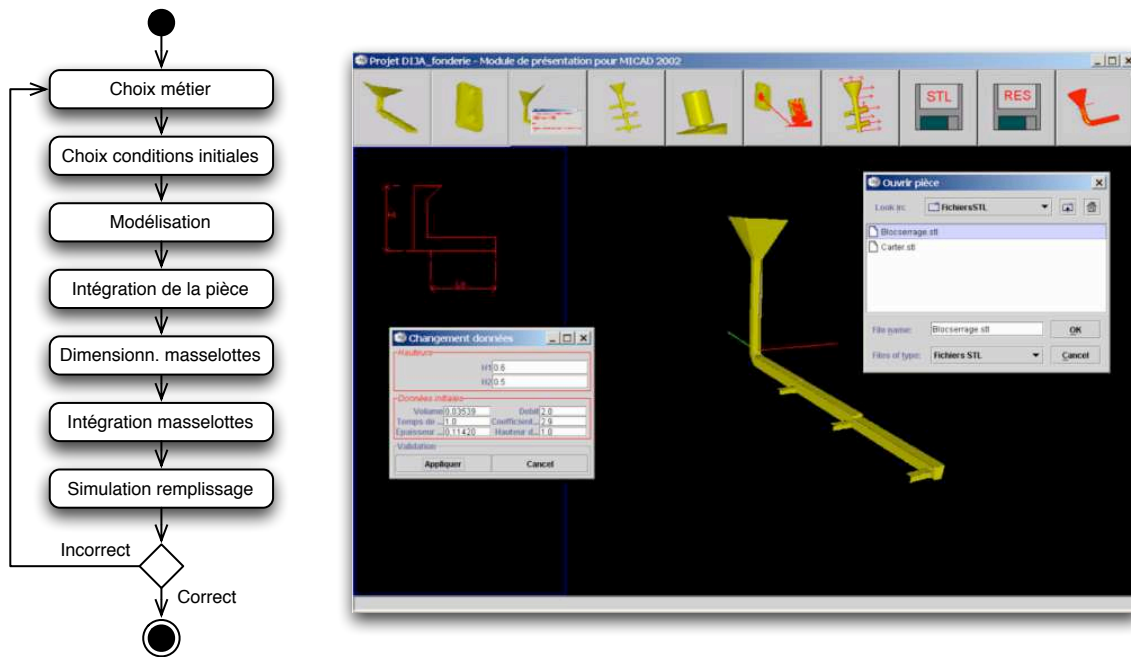 Choix métier
Choix conditions initiales
Modélisation
Intégration de la pièce
Dimensionn. masselottes
Intégration masselottes
Simulation remplissage
Incorrect
Correct
Projet DIJA_fonderie - Module de présentation pour MICAD 2002
STL
RES
Changement données
Hauteurs
H1 0.6
H2 0.5
Données initiales
Volume 0.03539 Debit 2.0
Temps de ... 1.0 Coefficient... 2.9
Epaisseur ... 0.11420 Hauteur d... 1.0
Validation
Appliquer Cancel
Ouvrir pièce
Look in: FichiersSTL
Blocserrage.stl
Carter.stl
File name: Blocserrage.stl OK
Files of type: Fichiers STL Cancel